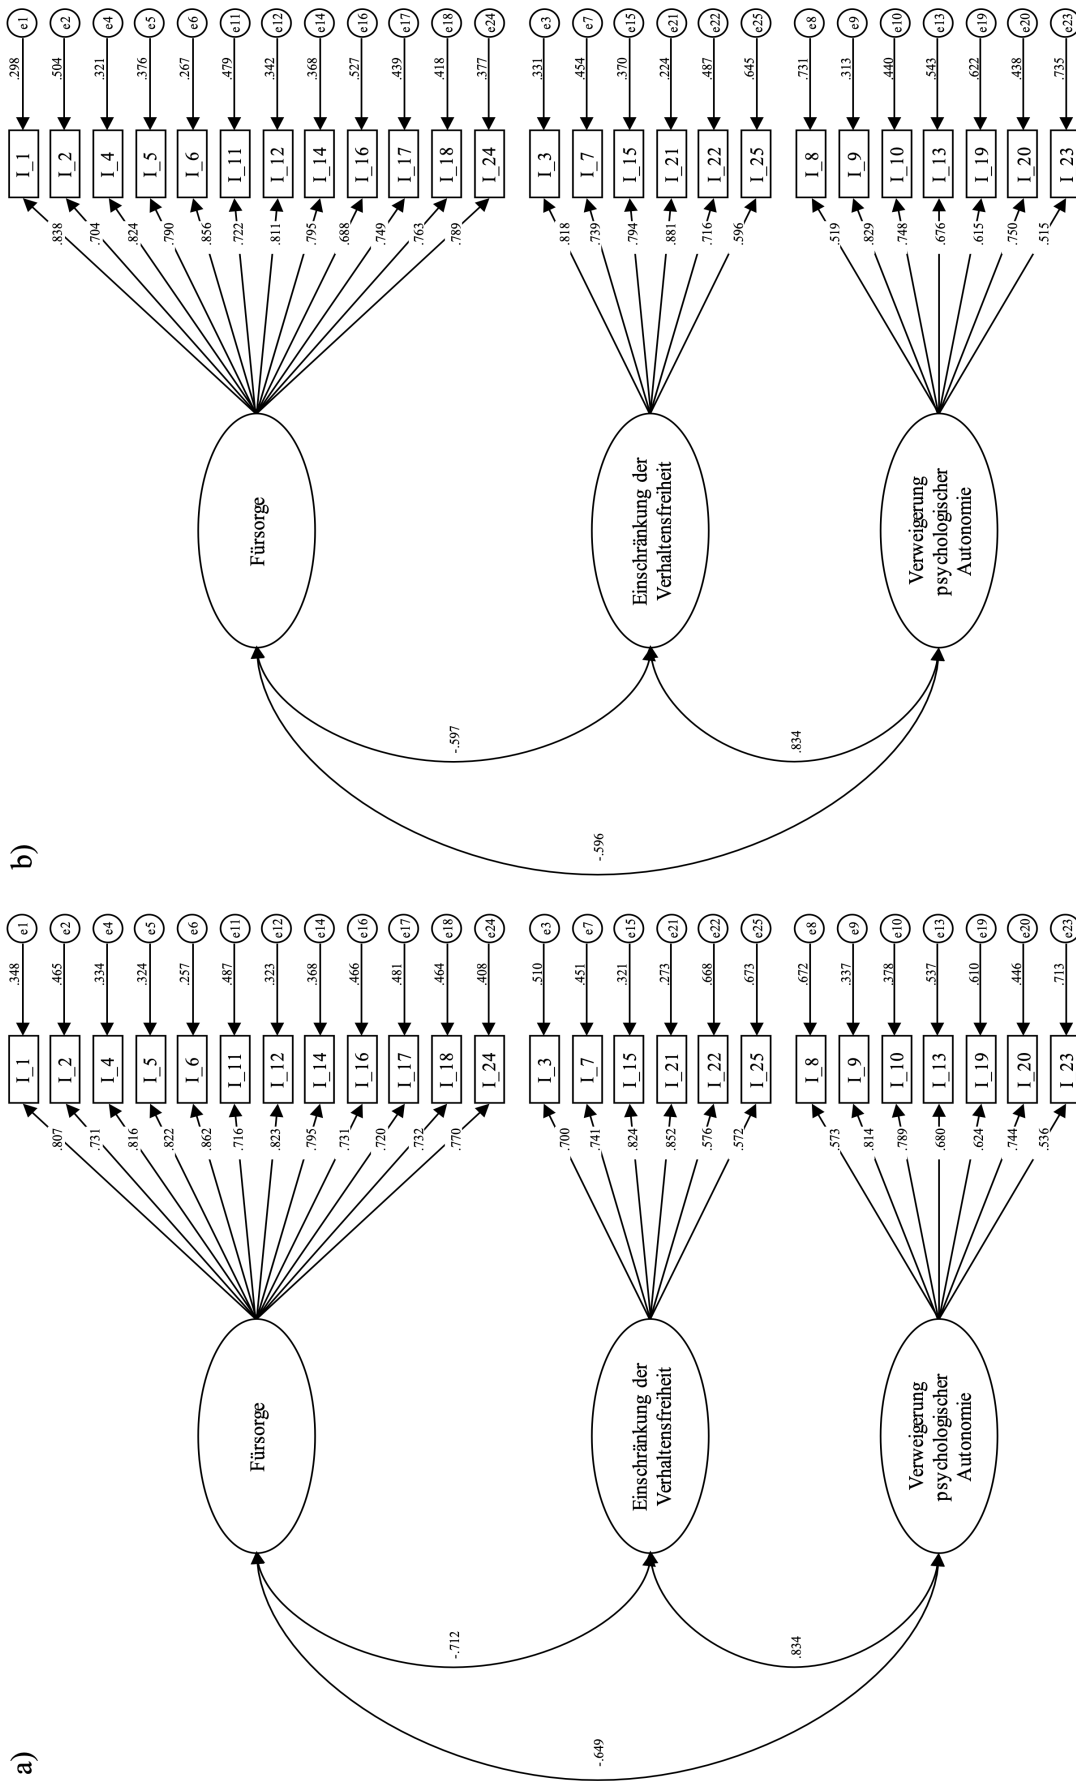 a)
-.649
-.712
.834
Fürsorge
Einschränkung der
Verhaltensfreiheit
Verweigerung
psychologischer
Autonomie
.807
.731
.816
.822
.862
.716
.823
.795
.731
.720
.732
.770
.700
.741
.824
.852
.576
.572
.573
.814
.789
.680
.624
.744
.536
I_1
I_2
I_4
I_5
I_6
I_11
I_12
I_14
I_16
I_17
I_18
I_24
I_3
I_7
I_15
I_21
I_22
I_25
I_8
I_9
I_10
I_13
I_19
I_20
I_23
.348
.465
.334
.324
.257
.487
.323
.368
.466
.481
.464
.408
.510
.451
.321
.273
.668
.673
.672
.337
.378
.537
.610
.446
.713
e1
e2
e4
e5
e6
e11
e12
e14
e16
e17
e18
e24
e3
e7
e15
e21
e22
e25
e8
e9
e10
e13
e19
e20
e23
b)
-.596
-.597
.834
Fürsorge
Einschränkung der
Verhaltensfreiheit
Verweigerung
psychologischer
Autonomie
.838
.704
.824
.790
.856
.722
.811
.795
.688
.749
.763
.789
.818
.739
.794
.881
.716
.596
.519
.829
.748
.676
.615
.750
.515
I_1
I_2
I_4
I_5
I_6
I_11
I_12
I_14
I_16
I_17
I_18
I_24
I_3
I_7
I_15
I_21
I_22
I_25
I_8
I_9
I_10
I_13
I_19
I_20
I_23
.298
.504
.321
.376
.267
.479
.342
.368
.527
.439
.418
.377
.331
.454
.370
.224
.487
.645
.731
.313
.440
.543
.622
.438
.735
e1
e2
e4
e5
e6
e11
e12
e14
e16
e17
e18
e24
e3
e7
e15
e21
e22
e25
e8
e9
e10
e13
e19
e20
e23